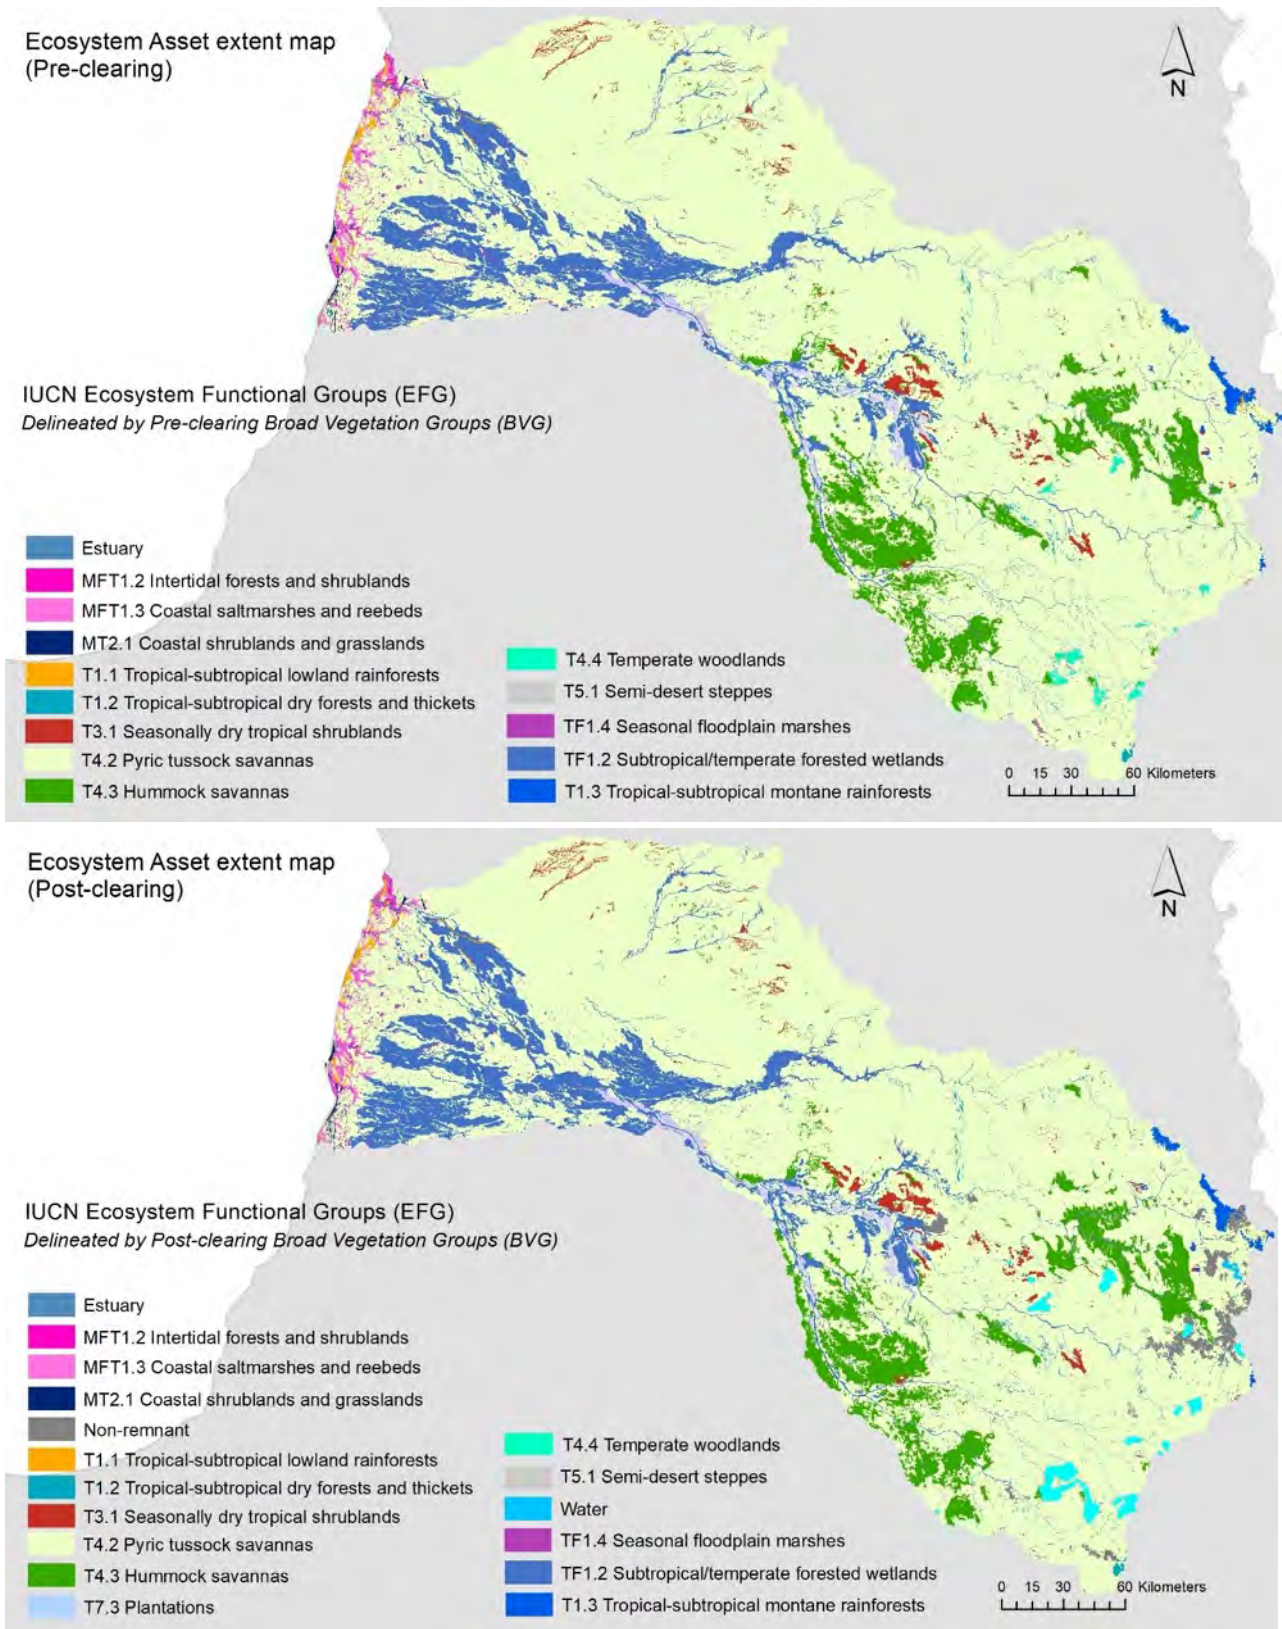 Ecosystem Asset extent map
(Pre-clearing)
N
IUCN Ecosystem Functional Groups (EFG)
Delineated by Pre-clearing Broad Vegetation Groups (BVG)
Estuary
MFT1.2 Intertidal forests and shrublands
MFT1.3 Coastal saltmarshes and reebeds
MT2.1 Coastal shrublands and grasslands
T1.1 Tropical-subtropical lowland rainforests
T1.2 Tropical-subtropical dry forests and thickets
T3.1 Seasonally dry tropical shrublands
T4.2 Pyric tussock savannas
T4.3 Hummock savannas
T4.4 Temperate woodlands
T5.1 Semi-desert steppes
TF1.4 Seasonal floodplain marshes
TF1.2 Subtropical/temperate forested wetlands
T1.3 Tropical-subtropical montane rainforests
0 15 30 60 Kilometers
Ecosystem Asset extent map
(Post-clearing)
N
IUCN Ecosystem Functional Groups (EFG)
Delineated by Post-clearing Broad Vegetation Groups (BVG)
Estuary
MFT1.2 Intertidal forests and shrublands
MFT1.3 Coastal saltmarshes and reebeds
MT2.1 Coastal shrublands and grasslands
Non-remnant
T1.1 Tropical-subtropical lowland rainforests
T1.2 Tropical-subtropical dry forests and thickets
T3.1 Seasonally dry tropical shrublands
T4.2 Pyric tussock savannas
T4.3 Hummock savannas
T7.3 Plantations
T4.4 Temperate woodlands
T5.1 Semi-desert steppes
Water
TF1.4 Seasonal floodplain marshes
TF1.2 Subtropical/temperate forested wetlands
T1.3 Tropical-subtropical montane rainforests
0 15 30 60 Kilometers